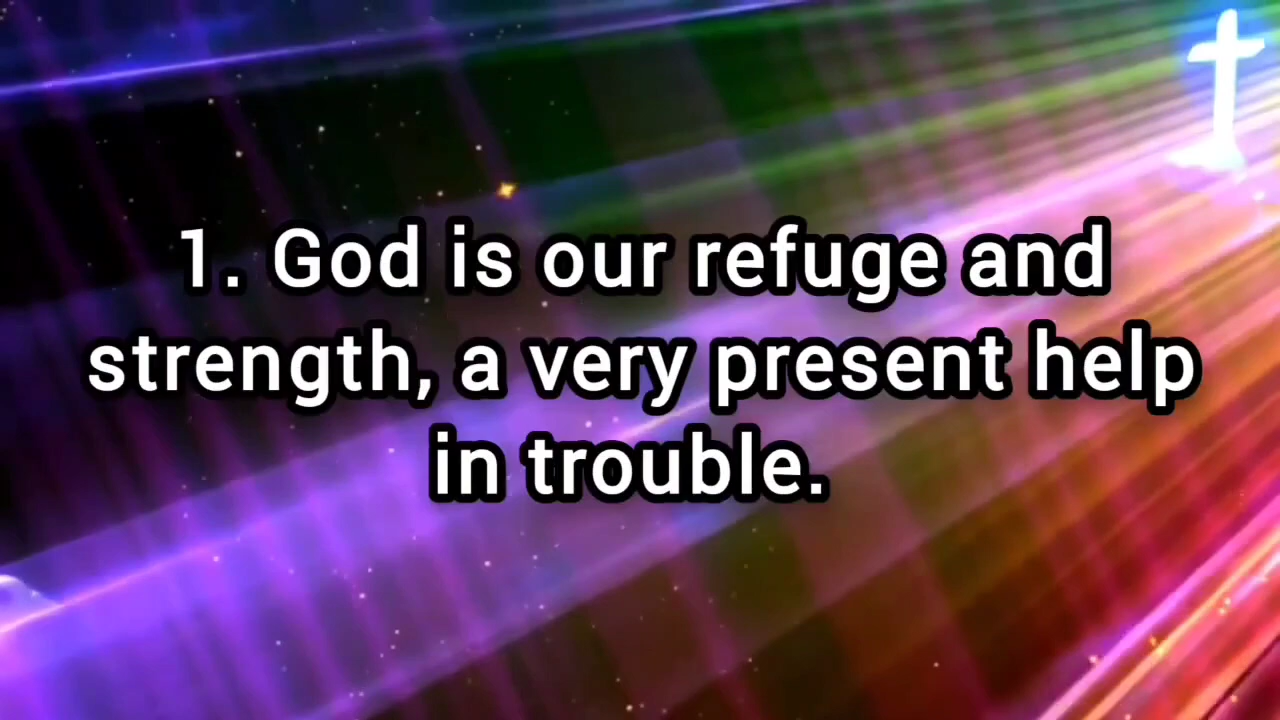 1. God is our refuge and
strength, a very present help
in trouble.